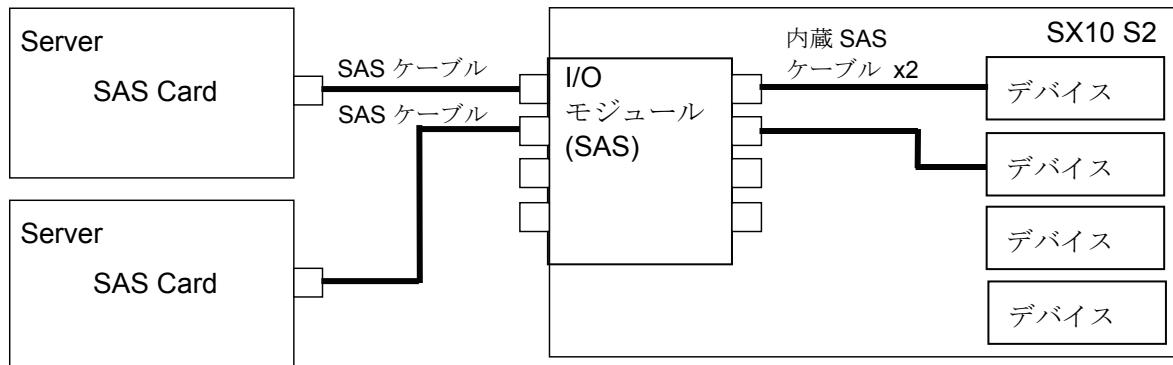 Server
SAS Card
SAS ケーブル
SAS ケーブル
Server
SAS Card
I/O
モジュール
(SAS)
内蔵 SAS
ケーブル x2
SX10 S2
デバイス
デバイス
デバイス
デバイス